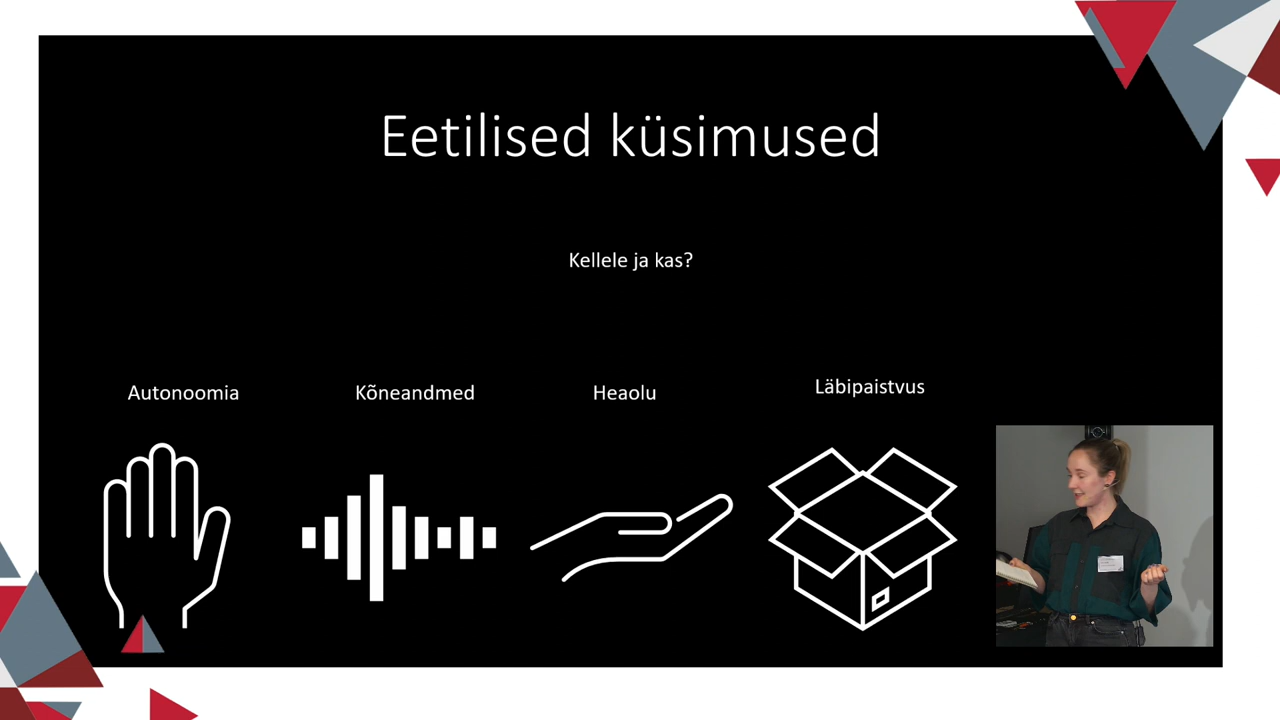 Eetilised küsimused
Kellele ja kas?
Autonoomia
Kõneandmed
Heaolu
Läbipaistvus